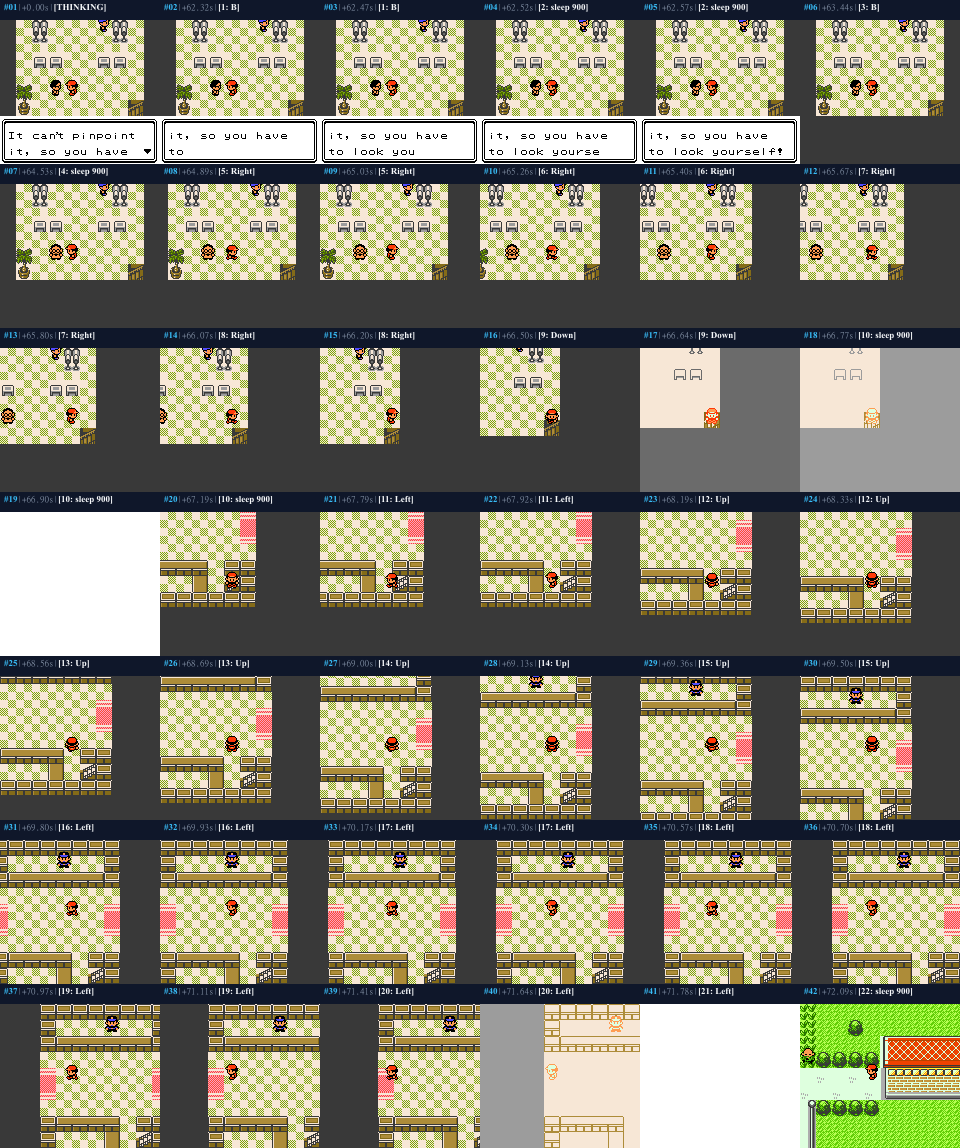 #01|+0.00s|[THINKING] #02|+62.32s|[1: B] #03|+62.47s|[1: B] #04|+62.52s|[2: sleep 900] #05|+62.57s|[2: sleep 900] #06|+63.44s|[3: B]
It can't pinpoint
it, so you have
it, so you have
to
it, so you have
to look you
it, so you have
to look yourse
it, so you have
to look yourself!
#07|+64.53s|[4: sleep 900] #08|+64.89s|[5: Right] #09|+65.03s|[5: Right] #10|+65.26s|[6: Right] #11|+65.40s|[6: Right] #12|+65.67s|[7: Right]
#13|+65.80s|[7: Right] #14|+66.07s|[8: Right] #15|+66.20s|[8: Right] #16|+66.50s|[9: Down] #17|+66.64s|[9: Down] #18|+66.77s|[10: sleep 900]
#19|+66.90s|[10: sleep 900] #20|+67.19s|[10: sleep 900] #21|+67.79s|[11: Left] #22|+67.92s|[11: Left] #23|+68.19s|[12: Up] #24|+68.33s|[12: Up]
#25|+68.56s|[13: Up] #26|+68.69s|[13: Up] #27|+69.00s|[14: Up] #28|+69.13s|[14: Up] #29|+69.36s|[15: Up] #30|+69.50s|[15: Up]
#31|+69.80s|[16: Left] #32|+69.93s|[16: Left] #33|+70.17s|[17: Left] #34|+70.30s|[17: Left] #35|+70.57s|[18: Left] #36|+70.70s|[18: Left]
#37|+70.97s|[19: Left] #38|+71.11s|[19: Left] #39|+71.41s|[20: Left] #40|+71.64s|[20: Left] #41|+71.78s|[21: Left] #42|+72.09s|[22: sleep 900]